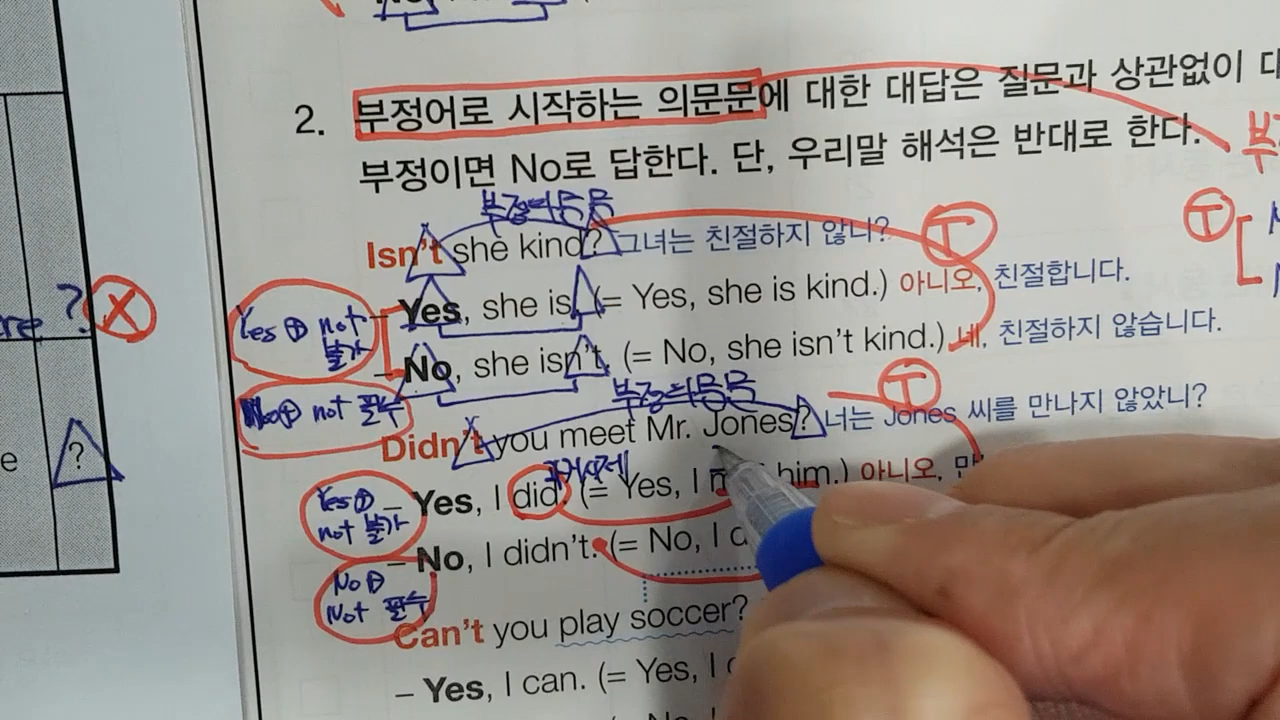 2. 부정어로 시작하는 의문문에 대한 대답은 질문과 상관없이
부정이면 No로 답한다. 단, 우리말 해석은 반대로 한다.
부정의문문
Isn't she kind? 그녀는 친절하지 않니? T
T
Yes ⊕ not
불가
– Yes, she is. (= Yes, she is kind.) 아니오, 친절합니다.
? X
– No, she isn't. (= No, she isn't kind.) 네, 친절하지 않습니다.
No⊕ not 필수
부정의문문 T
Didn't you meet Mr. Jones? 너는 Jones 씨를 만나지 않았니?
e ?
과거시제
Yes⊕
not 불가
– Yes, I did. (= Yes, I him.) 아니오,
– No, I didn't. (= No, I
No⊕
Not 필수
Can't you play soccer?
– Yes, I can. (= Yes, I